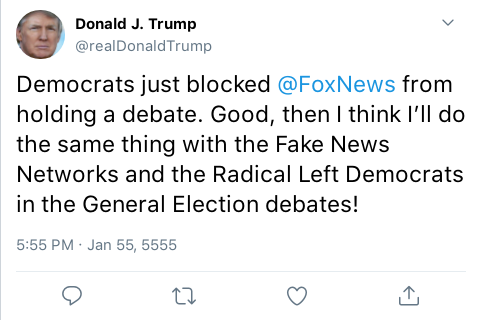 Donald J. Trump
@realDonaldTrump
Democrats just blocked @FoxNews from
holding a debate. Good, then I think I’ll do
the same thing with the Fake News
Networks and the Radical Left Democrats
in the General Election debates!
5:55 PM · Jan 55, 5555